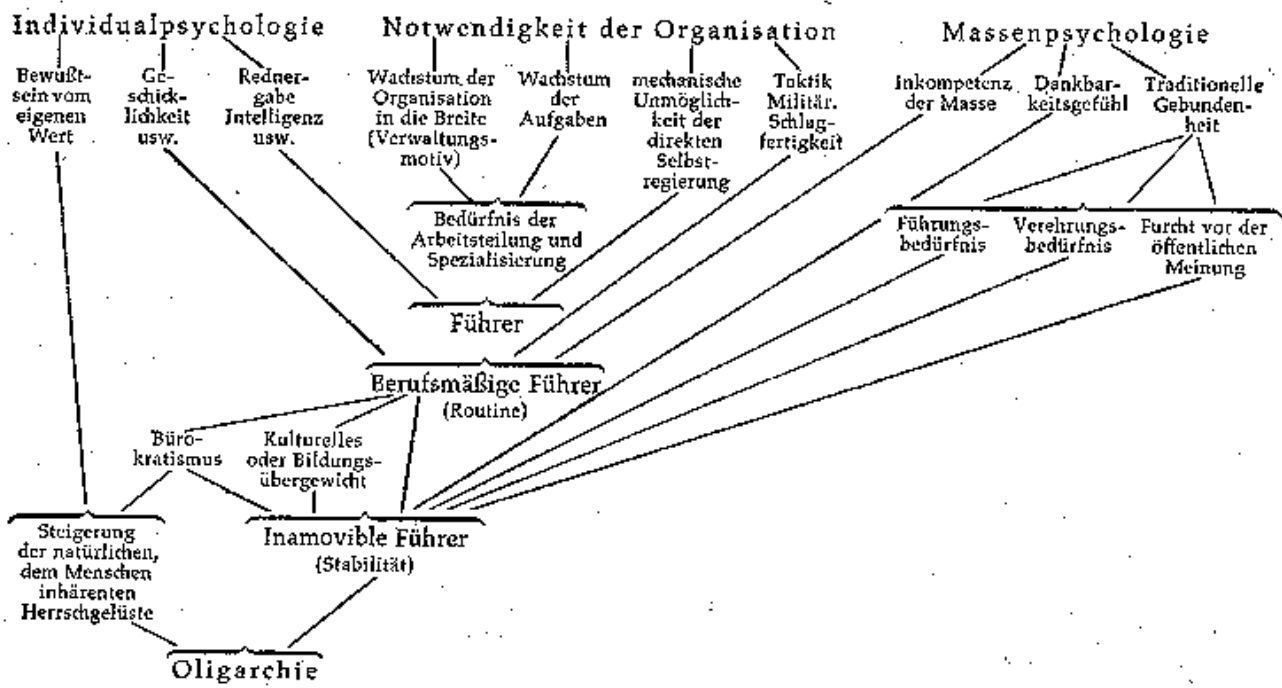 Individualpsychologie
Notwendigkeit der Organisation
Massenpsychologie
Bewußt-
sein vom
eigenen
Wert
Ge-
schick-
lichkeit
usw.
Redner-
gabe
Intelligenz
usw.
Wachstum der
Organisation
in die Breite
(Verwaltungs-
motiv)
Wachstum
der
Aufgaben
mechanische
Unmöglich-
keit der
direkten
Selbst-
regierung
Taktik
Militär.
Schlag-
fertigkeit
Inkompetenz
der Masse
Dankbar-
keitsgefühl
Traditionelle
Gebunden-
heit
Bedürfnis der
Arbeitsteilung und
Spezialisierung
Führungs-
bedürfnis
Verehrungs-
bedürfnis
Furcht vor der
öffentlichen
Meinung
Führer
Berufsmäßige Führer
(Routine)
Büro-
kratismus
Kulturelles
oder Bildungs-
übergewicht
Steigerung
der natürlichen,
dem Menschen
inhärenten
Herrschgelüste
Inamovible Führer
(Stabilität)
Oligarchie